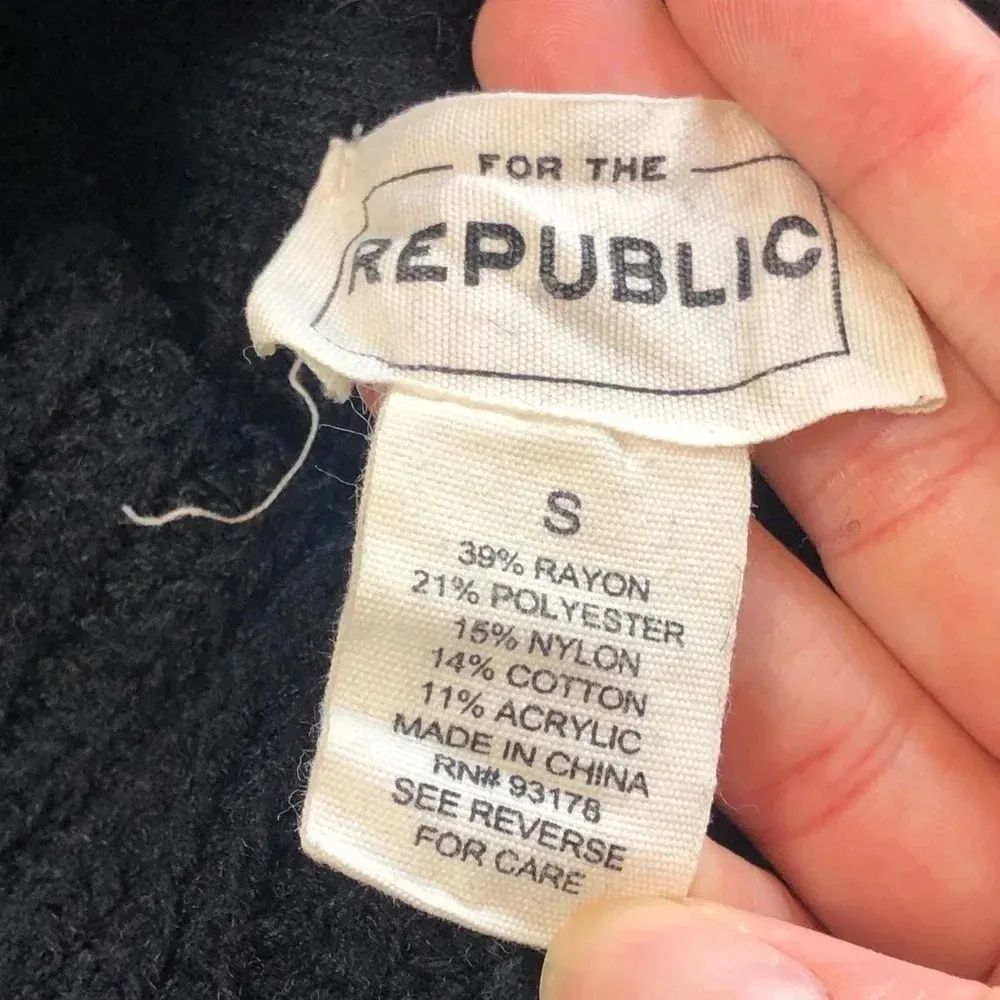 FOR THE
REPUBLIC
S
39% RAYON
21% POLYESTER
15% NYLON
14% COTTON
11% ACRYLIC
MADE IN CHINA
RN# 93178
SEE REVERSE
FOR CARE